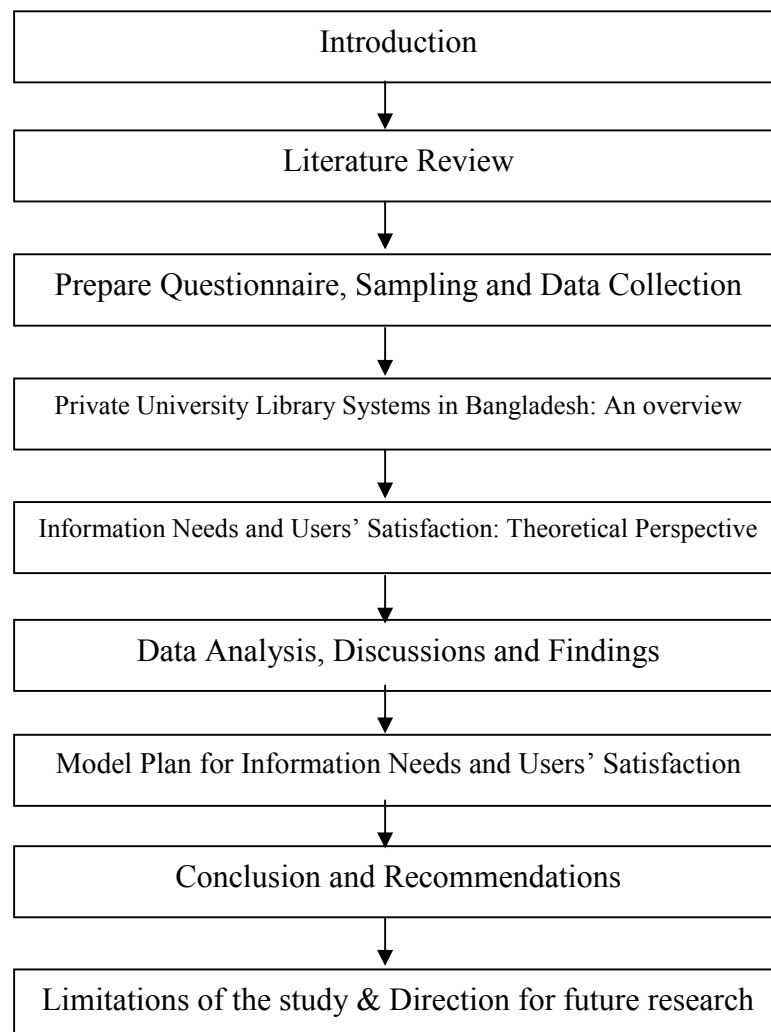 Introduction
Literature Review
Prepare Questionnaire, Sampling and Data Collection
Private University Library Systems in Bangladesh: An overview
Information Needs and Users’ Satisfaction: Theoretical Perspective
Data Analysis, Discussions and Findings
Model Plan for Information Needs and Users’ Satisfaction
Conclusion and Recommendations
Limitations of the study & Direction for future research